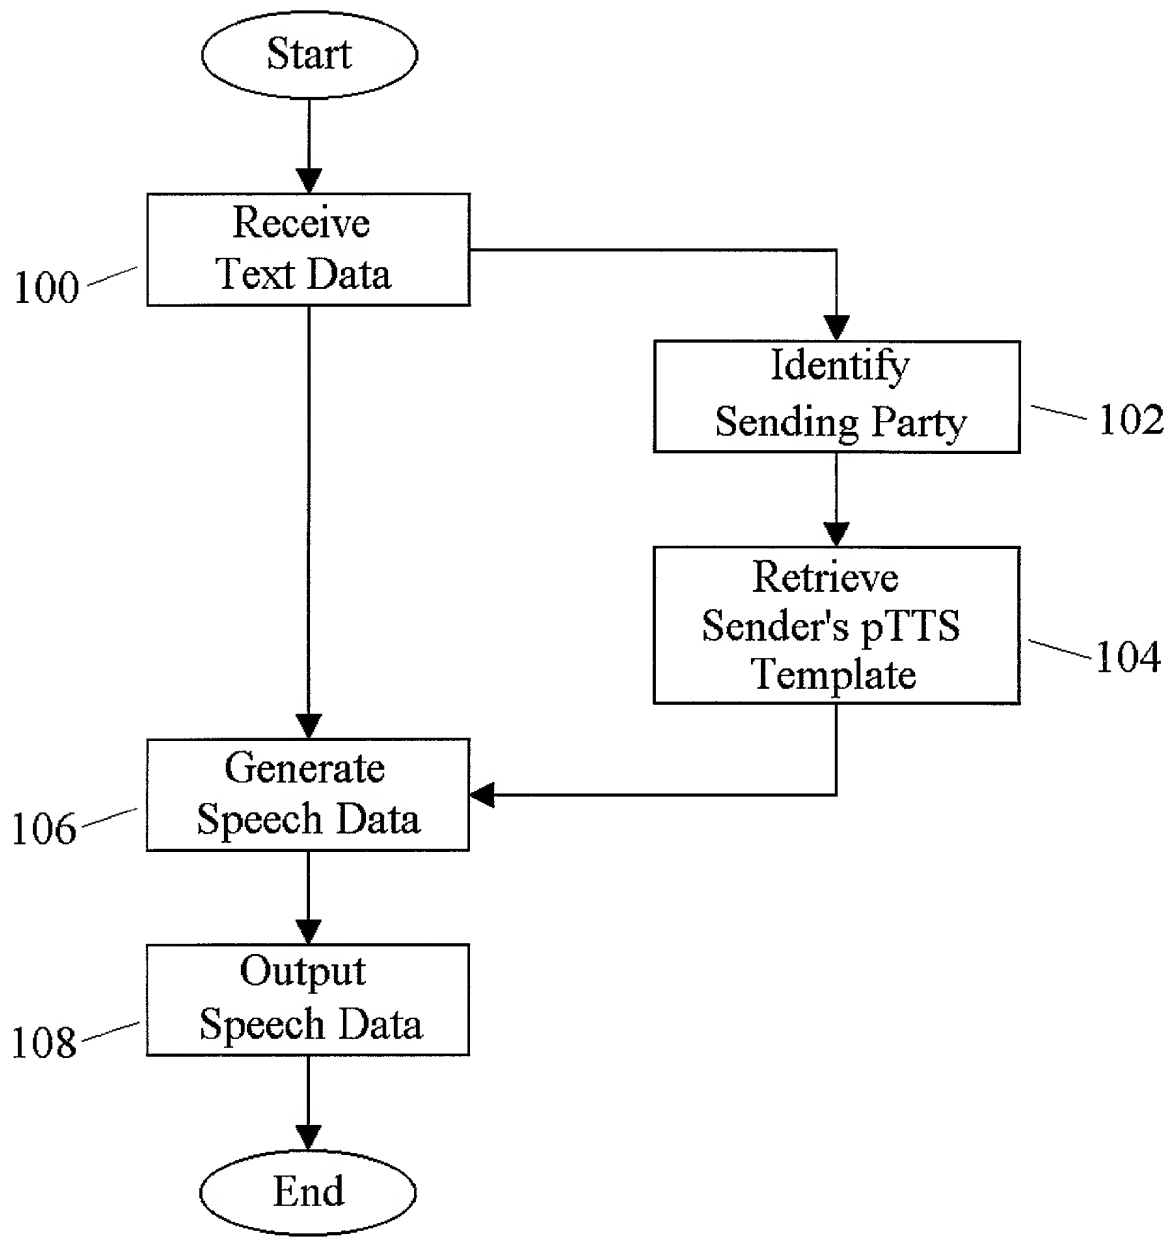 Start
Receive
Text Data
100
Identify
Sending Party
102
Retrieve
Sender's pTTS
Template
104
Generate
Speech Data
106
Output
Speech Data
108
End